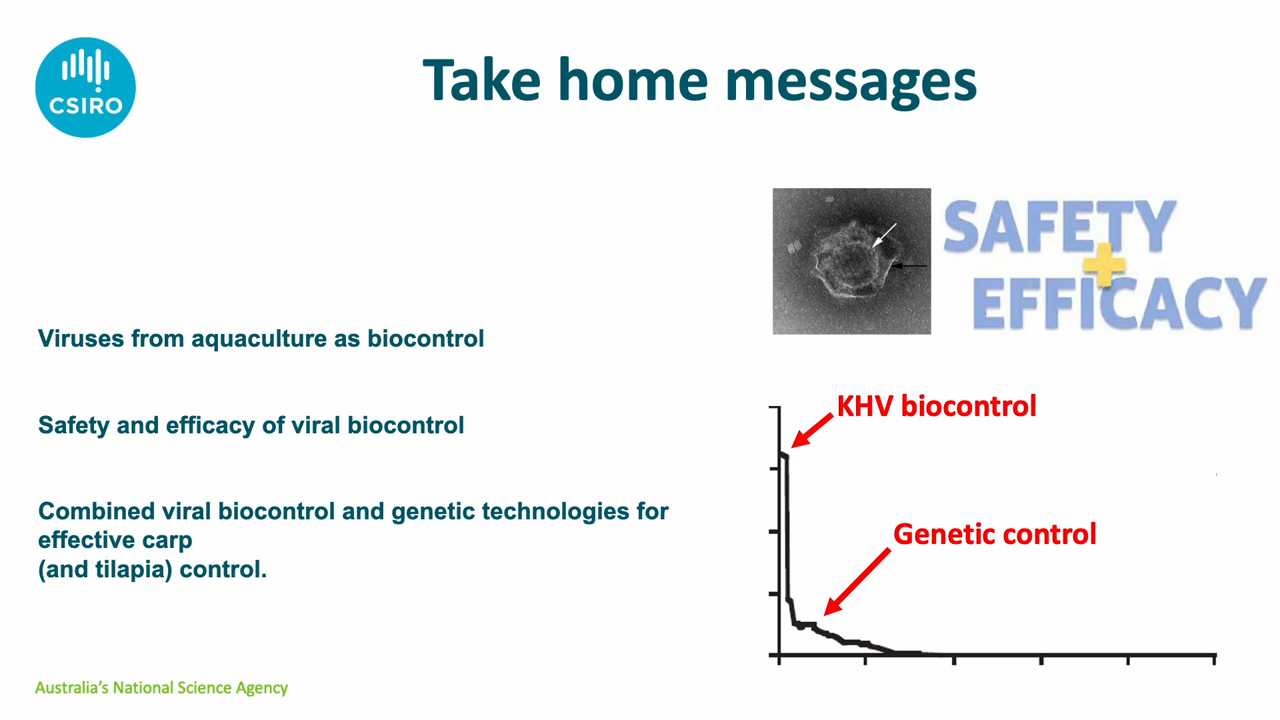 CSIRO
Take home messages
SAFETY
+
EFFICACY
Viruses from aquaculture as biocontrol
Safety and efficacy of viral biocontrol
Combined viral biocontrol and genetic technologies for
effective carp
(and tilapia) control.
KHV biocontrol
Genetic control
Australia's National Science Agency